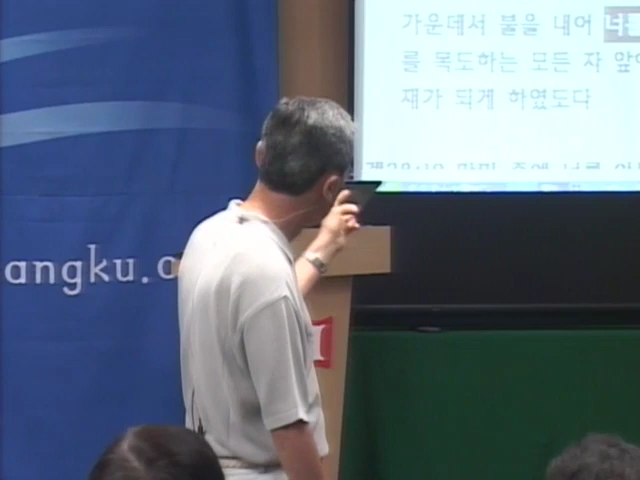 가운데서 불을 내어 너를
를 목도하는 모든 자 앞에
재가 되게 하였도다
angku.o